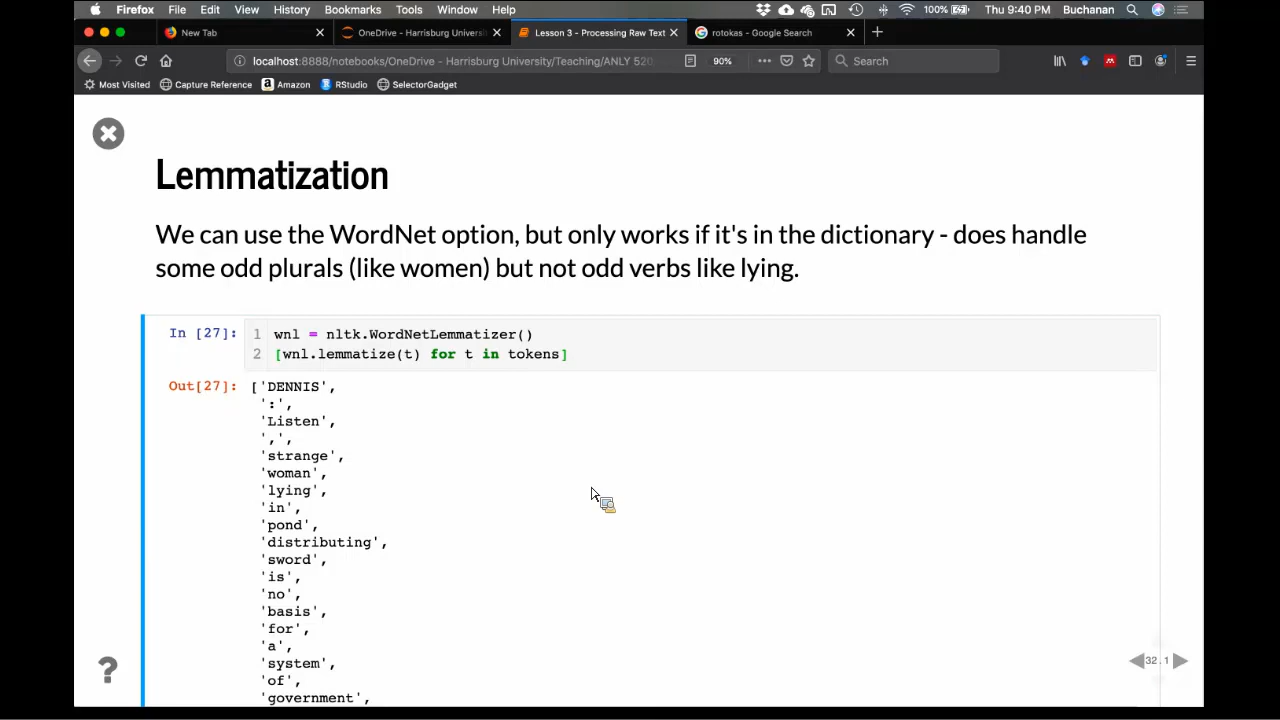 Firefox File Edit View History Bookmarks Tools Window Help 100% Thu 9:40 PM Buchanan
New Tab OneDrive - Harrisburg Universi Lesson 3 - Processing Raw Text rotokas - Google Search
localhost:8888/notebooks/OneDrive - Harrisburg University/Teaching/ANLY 520 90% Search
Most Visited Capture Reference Amazon RStudio SelectorGadget
Lemmatization
We can use the WordNet option, but only works if it's in the dictionary - does handle
some odd plurals (like women) but not odd verbs like lying.
In [27]: 1 wnl = nltk.WordNetLemmatizer()
2 [wnl.lemmatize(t) for t in tokens]
Out[27]: ['DENNIS',
':',
'Listen',
',',
'strange',
'woman',
'lying',
'in',
'pond',
'distributing',
'sword',
'is',
'no',
'basis',
'for',
'a',
'system',
'of',
'government',
32.1
?